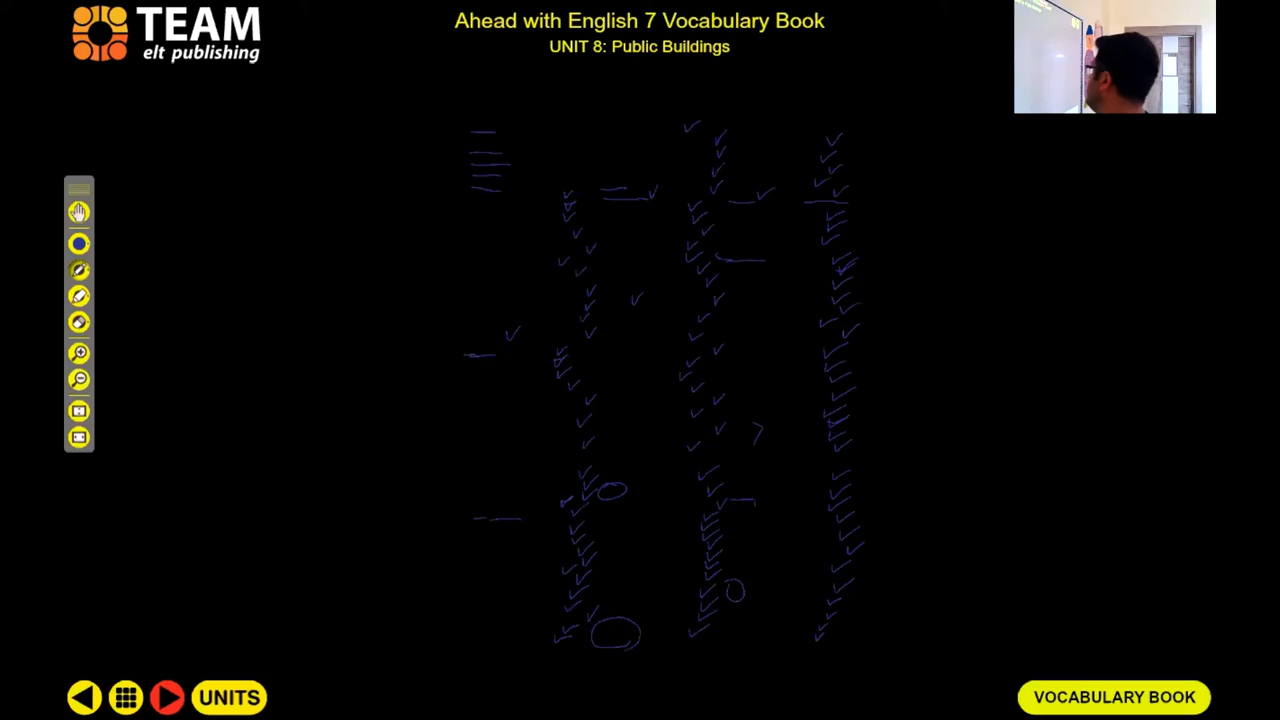 TEAM
elt publishing
Ahead with English 7 Vocabulary Book
UNIT 8: Public Buildings
UNITS
VOCABULARY BOOK